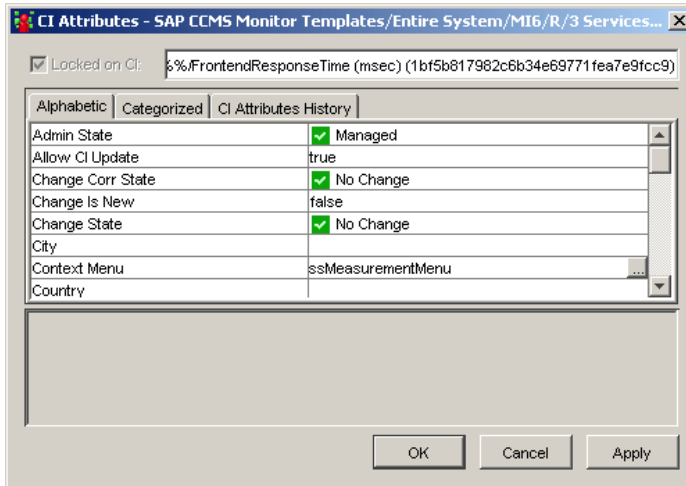 CI Attributes - SAP CCMS Monitor Templates/Entire System/MI6/R/3 Services...
Locked on CI: %/FrontendResponseTime (msec) (1bf5b817982c6b34e69771fea7e9fcc9)
Alphabetic Categorized CI Attributes History
Admin State Managed
Allow CI Update true
Change Corr State No Change
Change Is New false
Change State No Change
City
Context Menu ssMeasurementMenu ...
Country
OK Cancel Apply